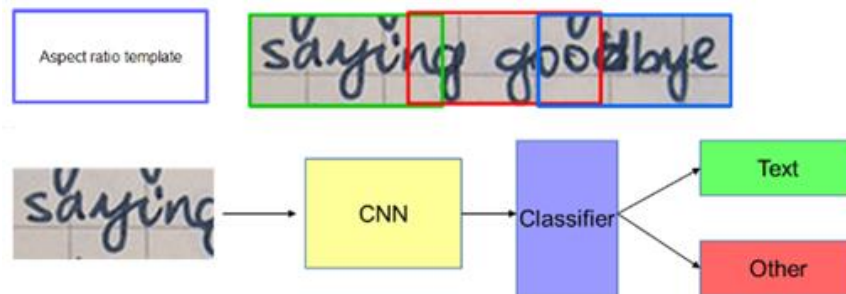 Aspect ratio template
saying goodbye
saying
CNN
Classifier
Text
Other